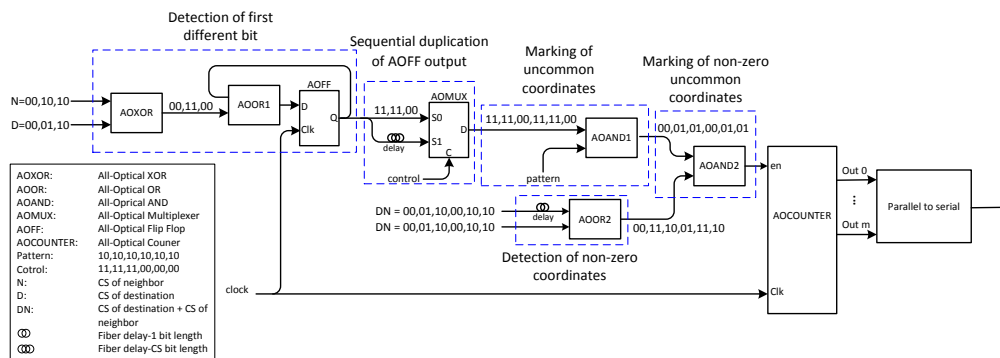 Detection of first
different bit
Sequential duplication
of AOFF output
Marking of
uncommon
coordinates
Marking of non-zero
uncommon
coordinates
N=00,10,10
D=00,01,10
AOXOR
00,11,00
AOOR1
AOFF
D
Q
Clk
11,11,00
delay
AOMUX
S0
S1
D
C
control
11,11,00,11,11,00
AOAND1
pattern
00,01,01,00,01,01
AOAND2
en
AOCOUNTER
Clk
Out 0
...
Out m
Parallel to serial
DN = 00,01,10,00,10,10
DN = 00,01,10,00,10,10
delay
AOOR2
00,11,10,01,11,10
Detection of non-zero
coordinates
clock
AOXOR: All-Optical XOR
AOOR: All-Optical OR
AOAND: All-Oprical AND
AOMUX: All-Optical Multiplexer
AOFF: All-Optical Flip Flop
AOCOUNTER: All-Optical Couner
Pattern: 10,10,10,10,10,10
Cotrol: 11,11,11,00,00,00
N: CS of neighbor
D: CS of destination
DN: CS of destination + CS of
neighbor
Fiber delay-1 bit length
Fiber delay-CS bit length